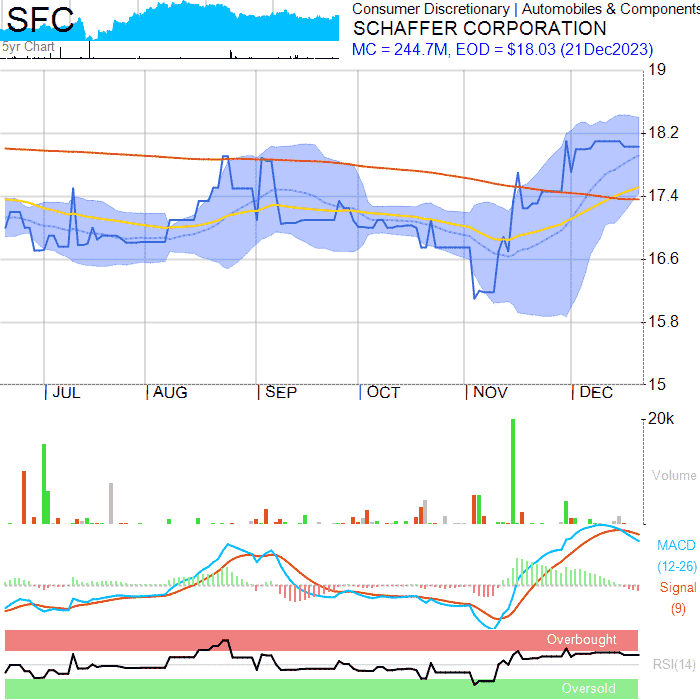 SFC
Consumer Discretionary | Automobiles & Components
SCHAFFER CORPORATION
MC = 244.7M, EOD = $18.03 (21Dec2023)
5yr Chart
19
18.2
17.4
16.6
15.8
15
JUL AUG SEP OCT NOV DEC
20k
Volume
MACD
(12-26)
Signal
(9)
Overbought
RSI(14)
Oversold